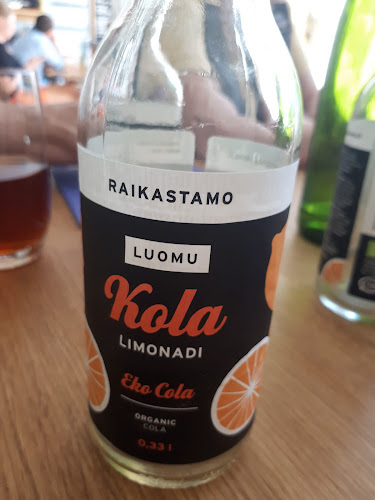 RAIKASTAMO
LUOMU
Kola
LIMONADI
Eko Cola
ORGANIC
COLA
0,33 l